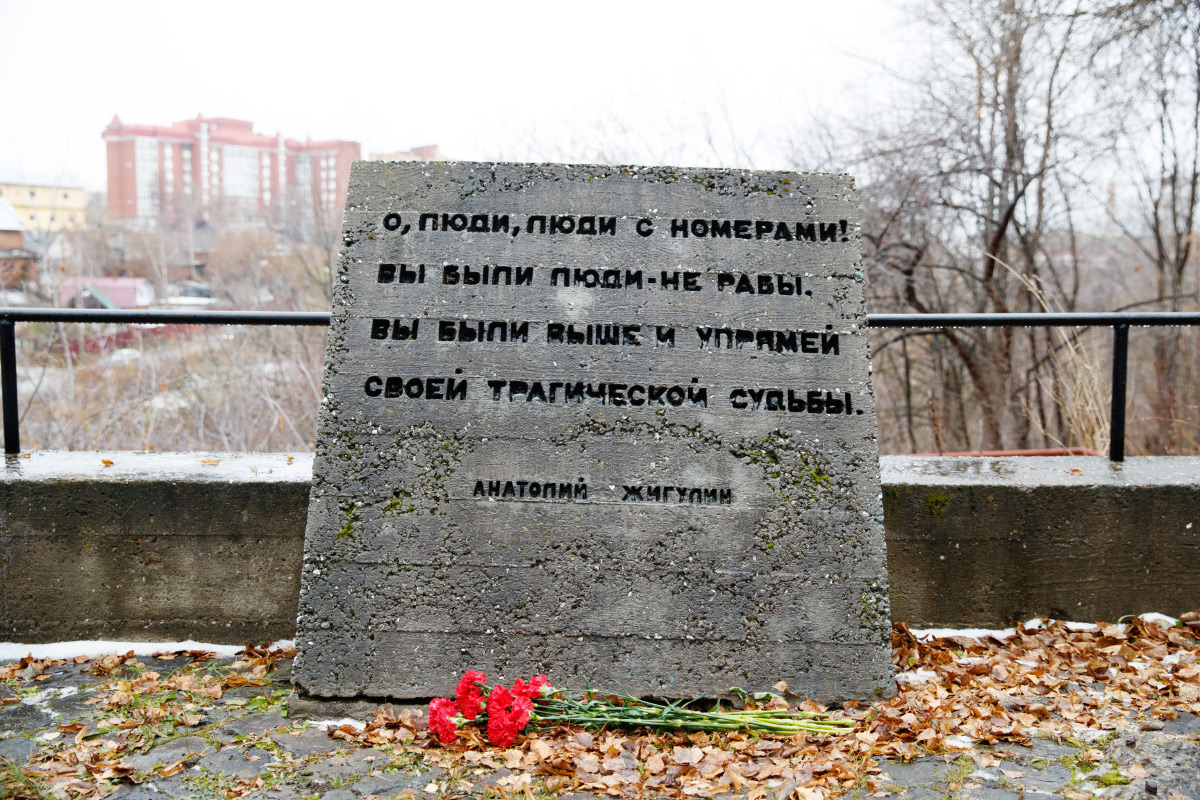 О, ЛЮДИ, ЛЮДИ С НОМЕРАМИ!
ВЫ БЫЛИ ЛЮДИ-НЕ РАБЫ.
ВЫ БЫЛИ ВЫШЕ И УПРЯМЕЙ
СВОЕЙ ТРАГИЧЕСКОЙ СУДЬБЫ.
АНАТОЛИЙ ЖИГУЛИН